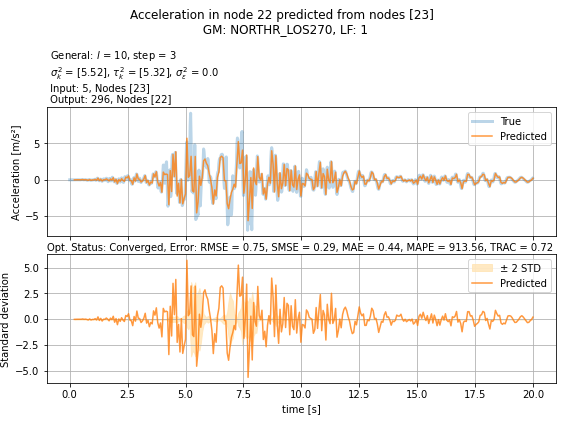 Acceleration in node 22 predicted from nodes [23]
GM: NORTHR_LOS270, LF: 1
General: l = 10, step = 3
σ²ₖ = [5.52], τ²ₖ = [5.32], σ²ε = 0.0
Input: 5, Nodes [23]
Output: 296, Nodes [22]
Acceleration [m/s²]
5
0
−5
True
Predicted
Opt. Status: Converged, Error: RMSE = 0.75, SMSE = 0.29, MAE = 0.44, MAPE = 913.56, TRAC = 0.72
Standard deviation
5.0
2.5
0.0
−2.5
−5.0
± 2 STD
Predicted
0.0 2.5 5.0 7.5 10.0 12.5 15.0 17.5 20.0
time [s]